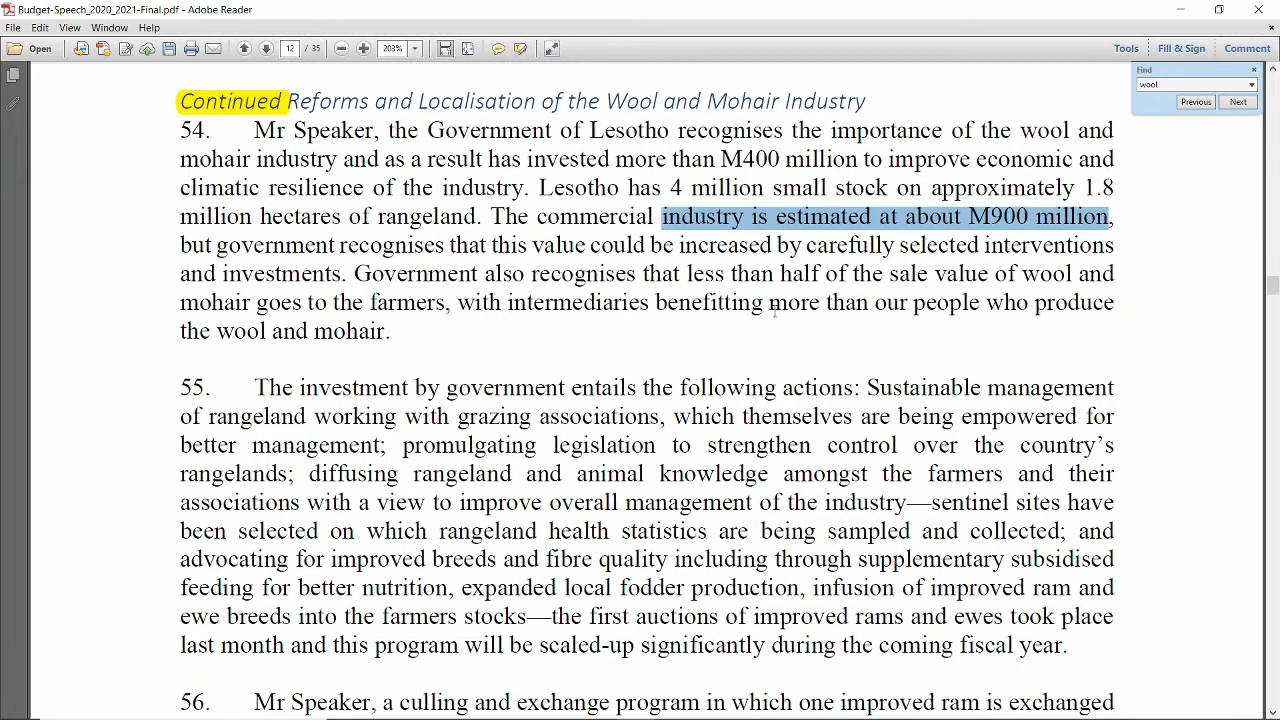 Budget-Speech_2020_2021-Final.pdf - Adobe Reader
File Edit View Window Help
Open 12 / 35 203% Tools Fill & Sign Comment
Find
wool
Previous Next
Continued Reforms and Localisation of the Wool and Mohair Industry
54. Mr Speaker, the Government of Lesotho recognises the importance of the wool and
mohair industry and as a result has invested more than M400 million to improve economic and
climatic resilience of the industry. Lesotho has 4 million small stock on approximately 1.8
million hectares of rangeland. The commercial industry is estimated at about M900 million,
but government recognises that this value could be increased by carefully selected interventions
and investments. Government also recognises that less than half of the sale value of wool and
mohair goes to the farmers, with intermediaries benefitting more than our people who produce
the wool and mohair.
55. The investment by government entails the following actions: Sustainable management
of rangeland working with grazing associations, which themselves are being empowered for
better management; promulgating legislation to strengthen control over the country’s
rangelands; diffusing rangeland and animal knowledge amongst the farmers and their
associations with a view to improve overall management of the industry—sentinel sites have
been selected on which rangeland health statistics are being sampled and collected; and
advocating for improved breeds and fibre quality including through supplementary subsidised
feeding for better nutrition, expanded local fodder production, infusion of improved ram and
ewe breeds into the farmers stocks—the first auctions of improved rams and ewes took place
last month and this program will be scaled-up significantly during the coming fiscal year.
56. Mr Speaker, a culling and exchange program in which one improved ram is exchanged